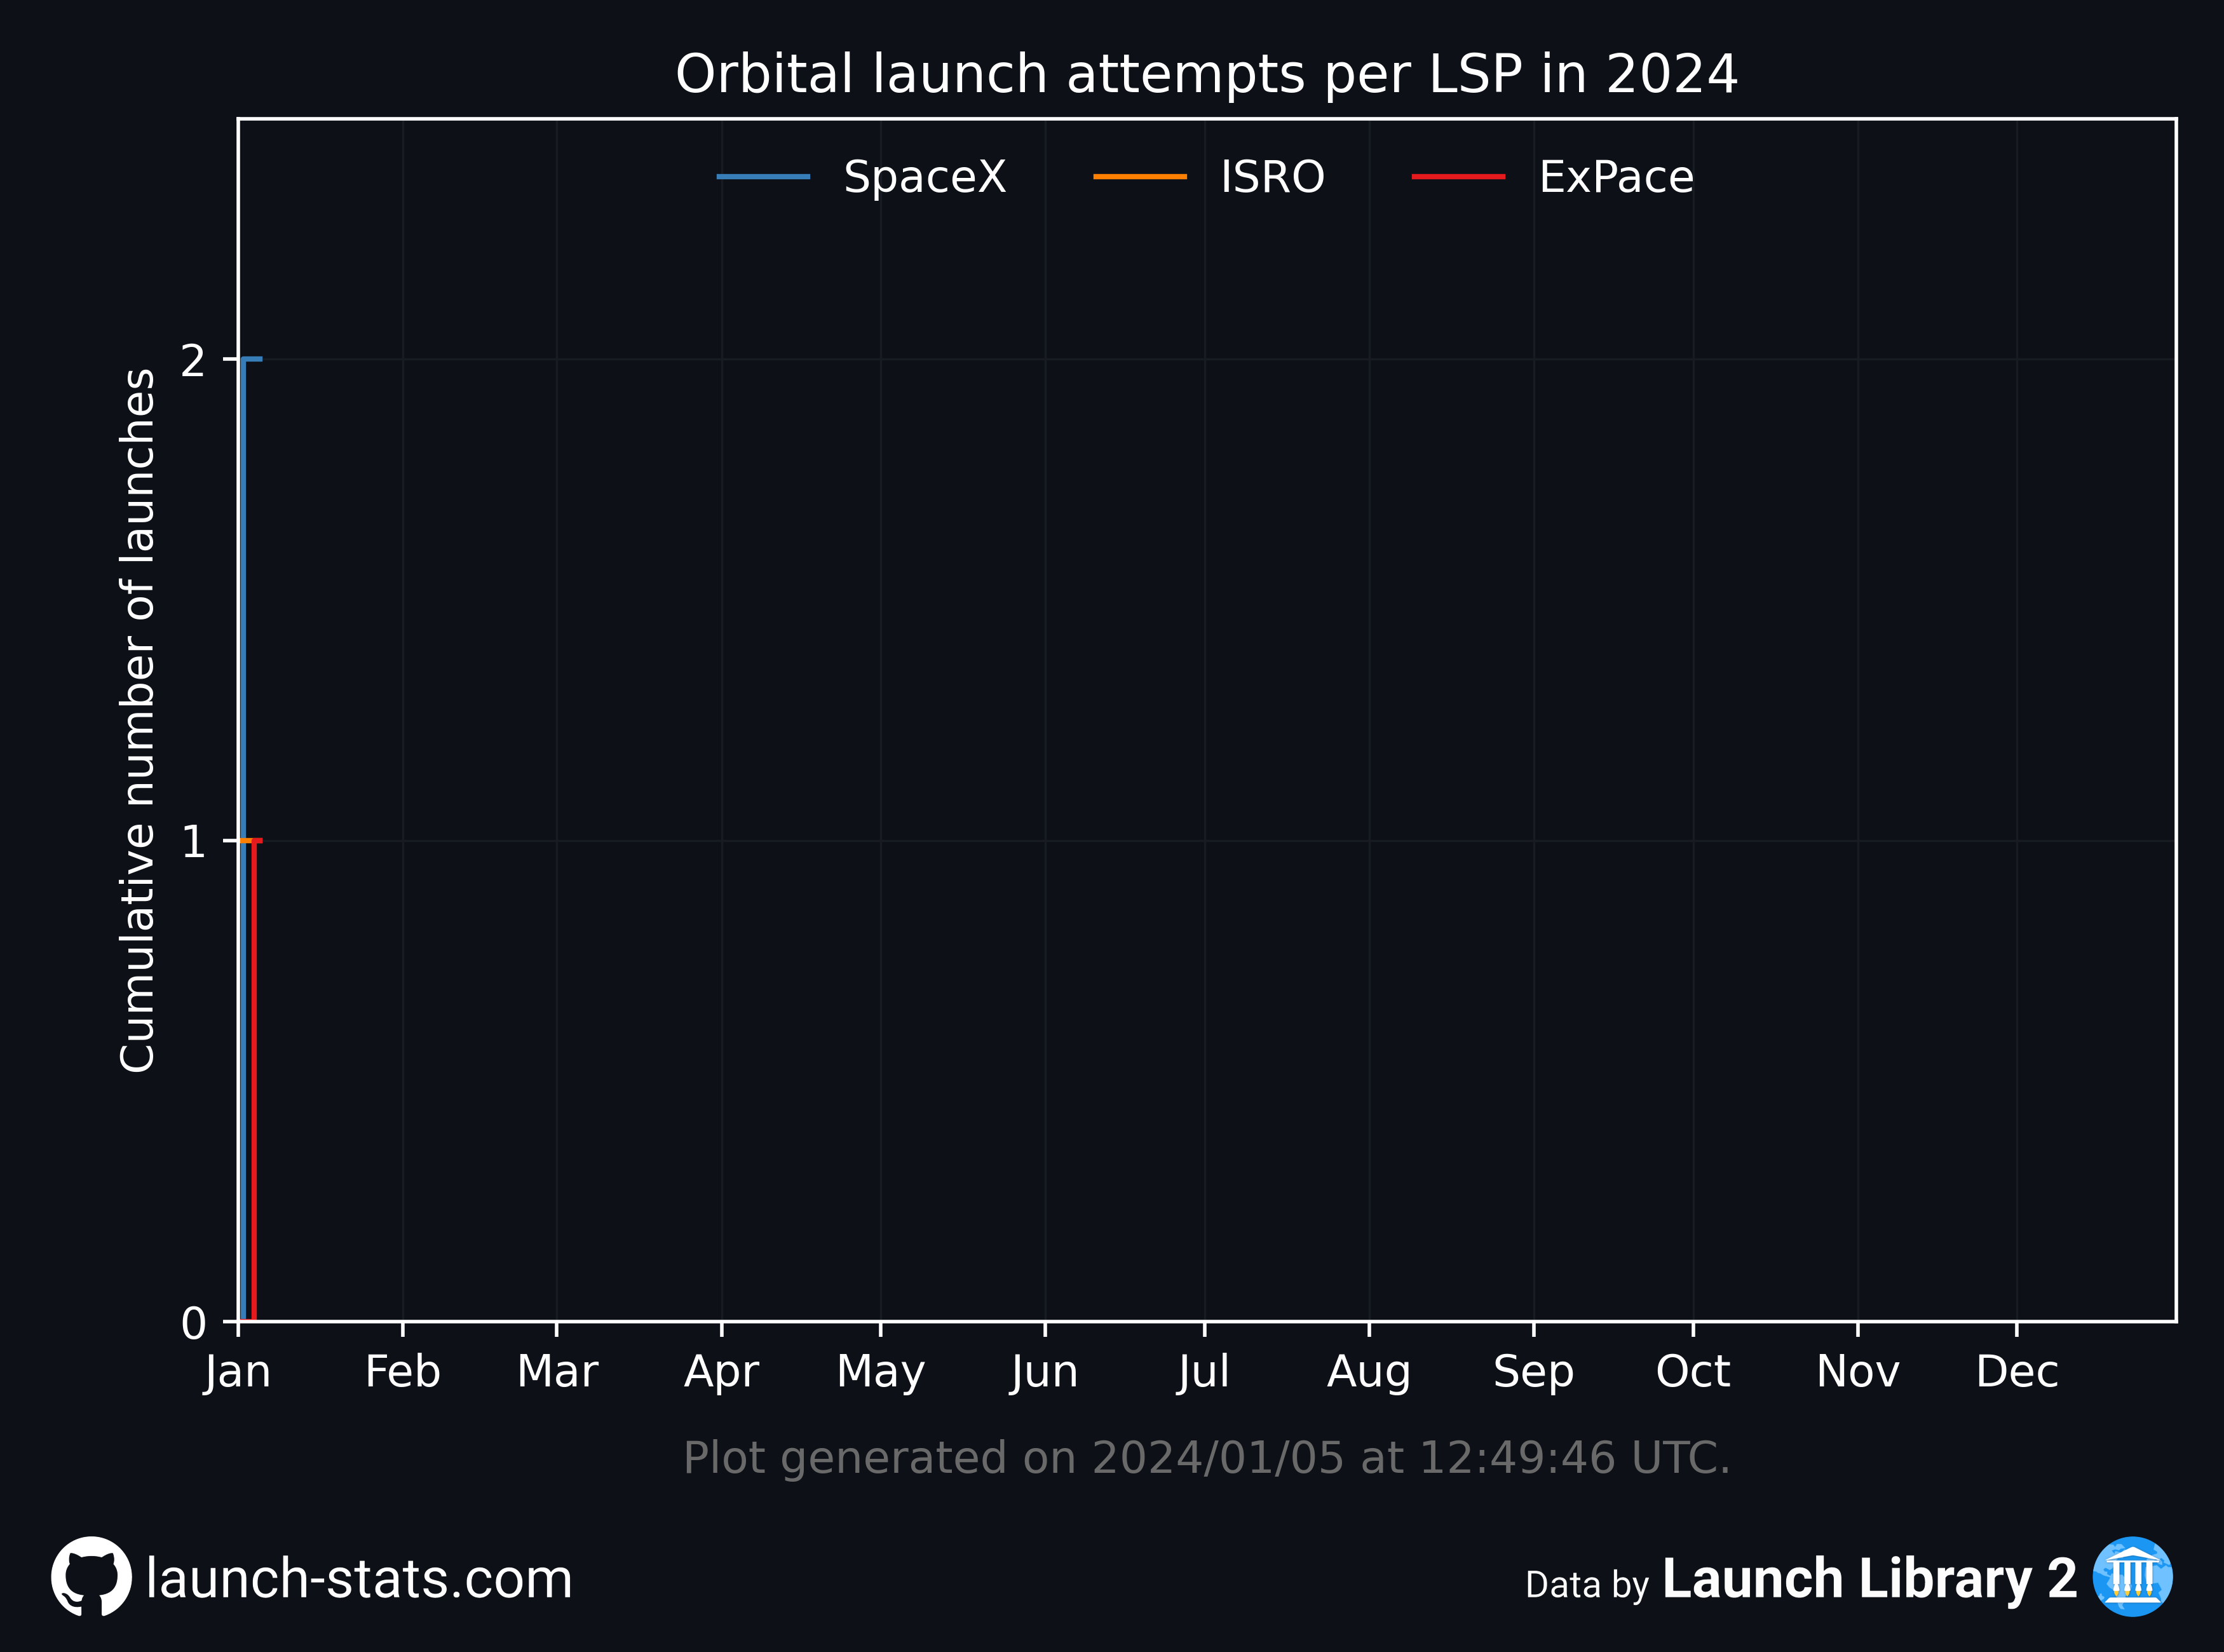 Orbital launch attempts per LSP in 2024
SpaceX ISRO ExPace
Cumulative number of launches
2
1
0
Jan Feb Mar Apr May Jun Jul Aug Sep Oct Nov Dec
Plot generated on 2024/01/05 at 12:49:46 UTC.
launch-stats.com
Data by Launch Library 2